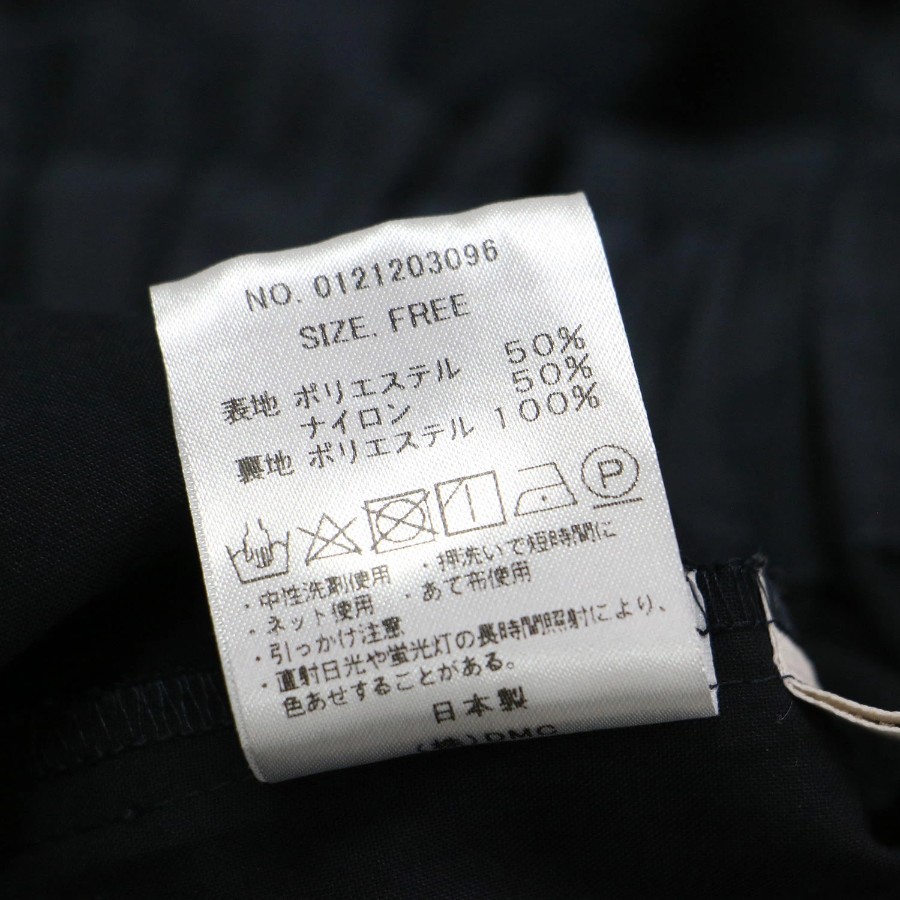 NO. 0121203096
SIZE. FREE
表地 ポリエステル 50%
ナイロン 50%
裏地 ポリエステル 100%
P
・中性洗剤使用 ・押洗いで短時間に
・ネット使用 ・あて布使用
・引っかけ注意
・直射日光や蛍光灯の長時間照射により、
色あせすることがある。
日本製
(株)DMC